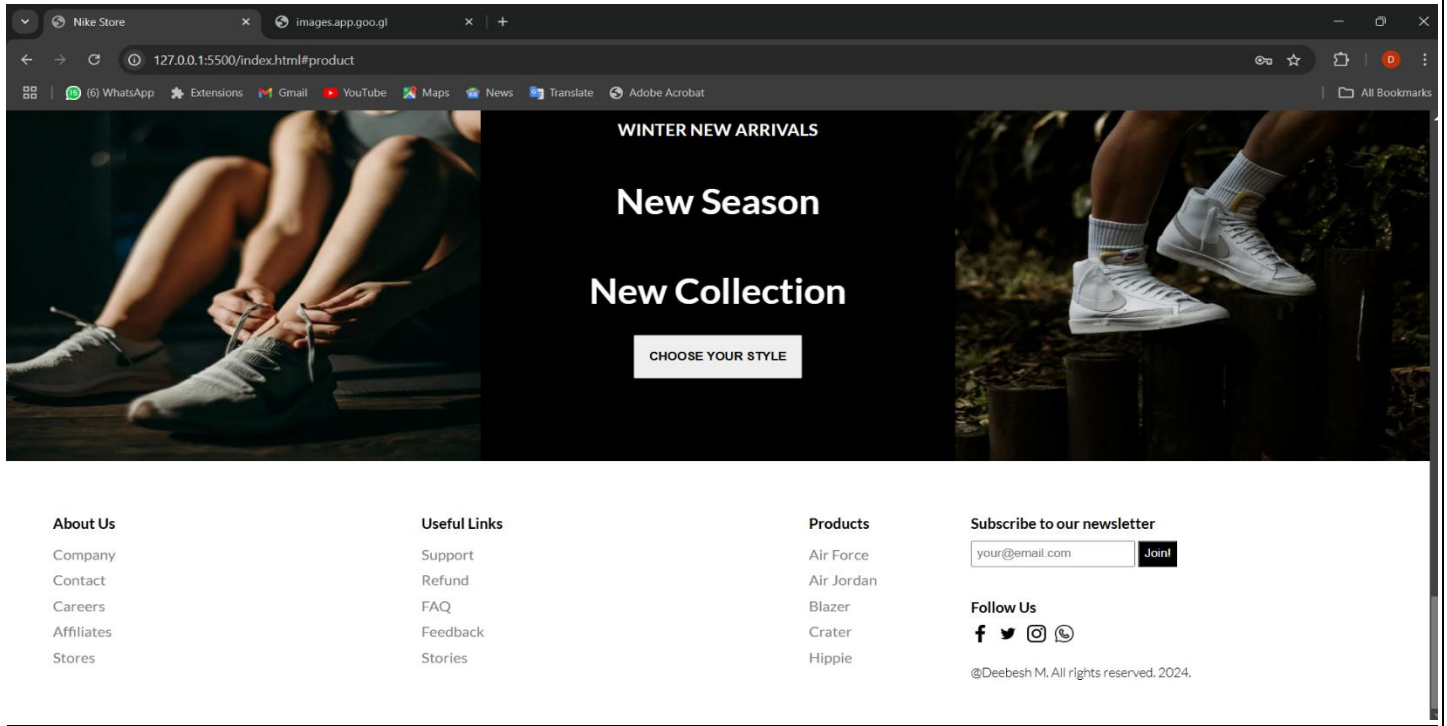 Nike Store
images.app.goo.gl
127.0.0.1:5500/index.html#product
D
(6) WhatsApp Extensions Gmail YouTube Maps News Translate Adobe Acrobat All Bookmarks
WINTER NEW ARRIVALS
New Season
New Collection
CHOOSE YOUR STYLE
About Us
Company
Contact
Careers
Affiliates
Stores
Useful Links
Support
Refund
FAQ
Feedback
Stories
Products
Air Force
Air Jordan
Blazer
Crater
Hippie
Subscribe to our newsletter
your@email.com Join!
Follow Us
@Deebesh M. All rights reserved. 2024.